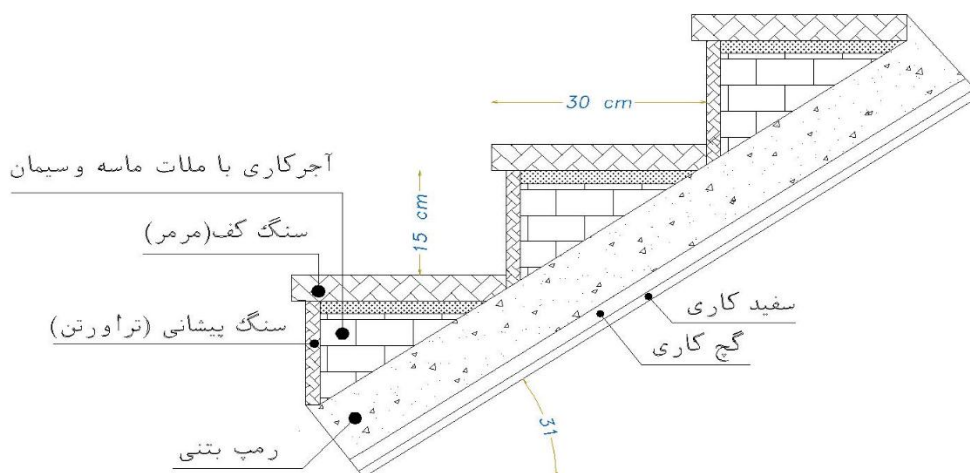 30 cm
آجرکاری با ملات ماسه وسیمان
15 cm
سنگ کف(مرمر)
سنگ پیشانی (تراورتن)
سفید کاری
گچ کاری
31
رمپ بتنی